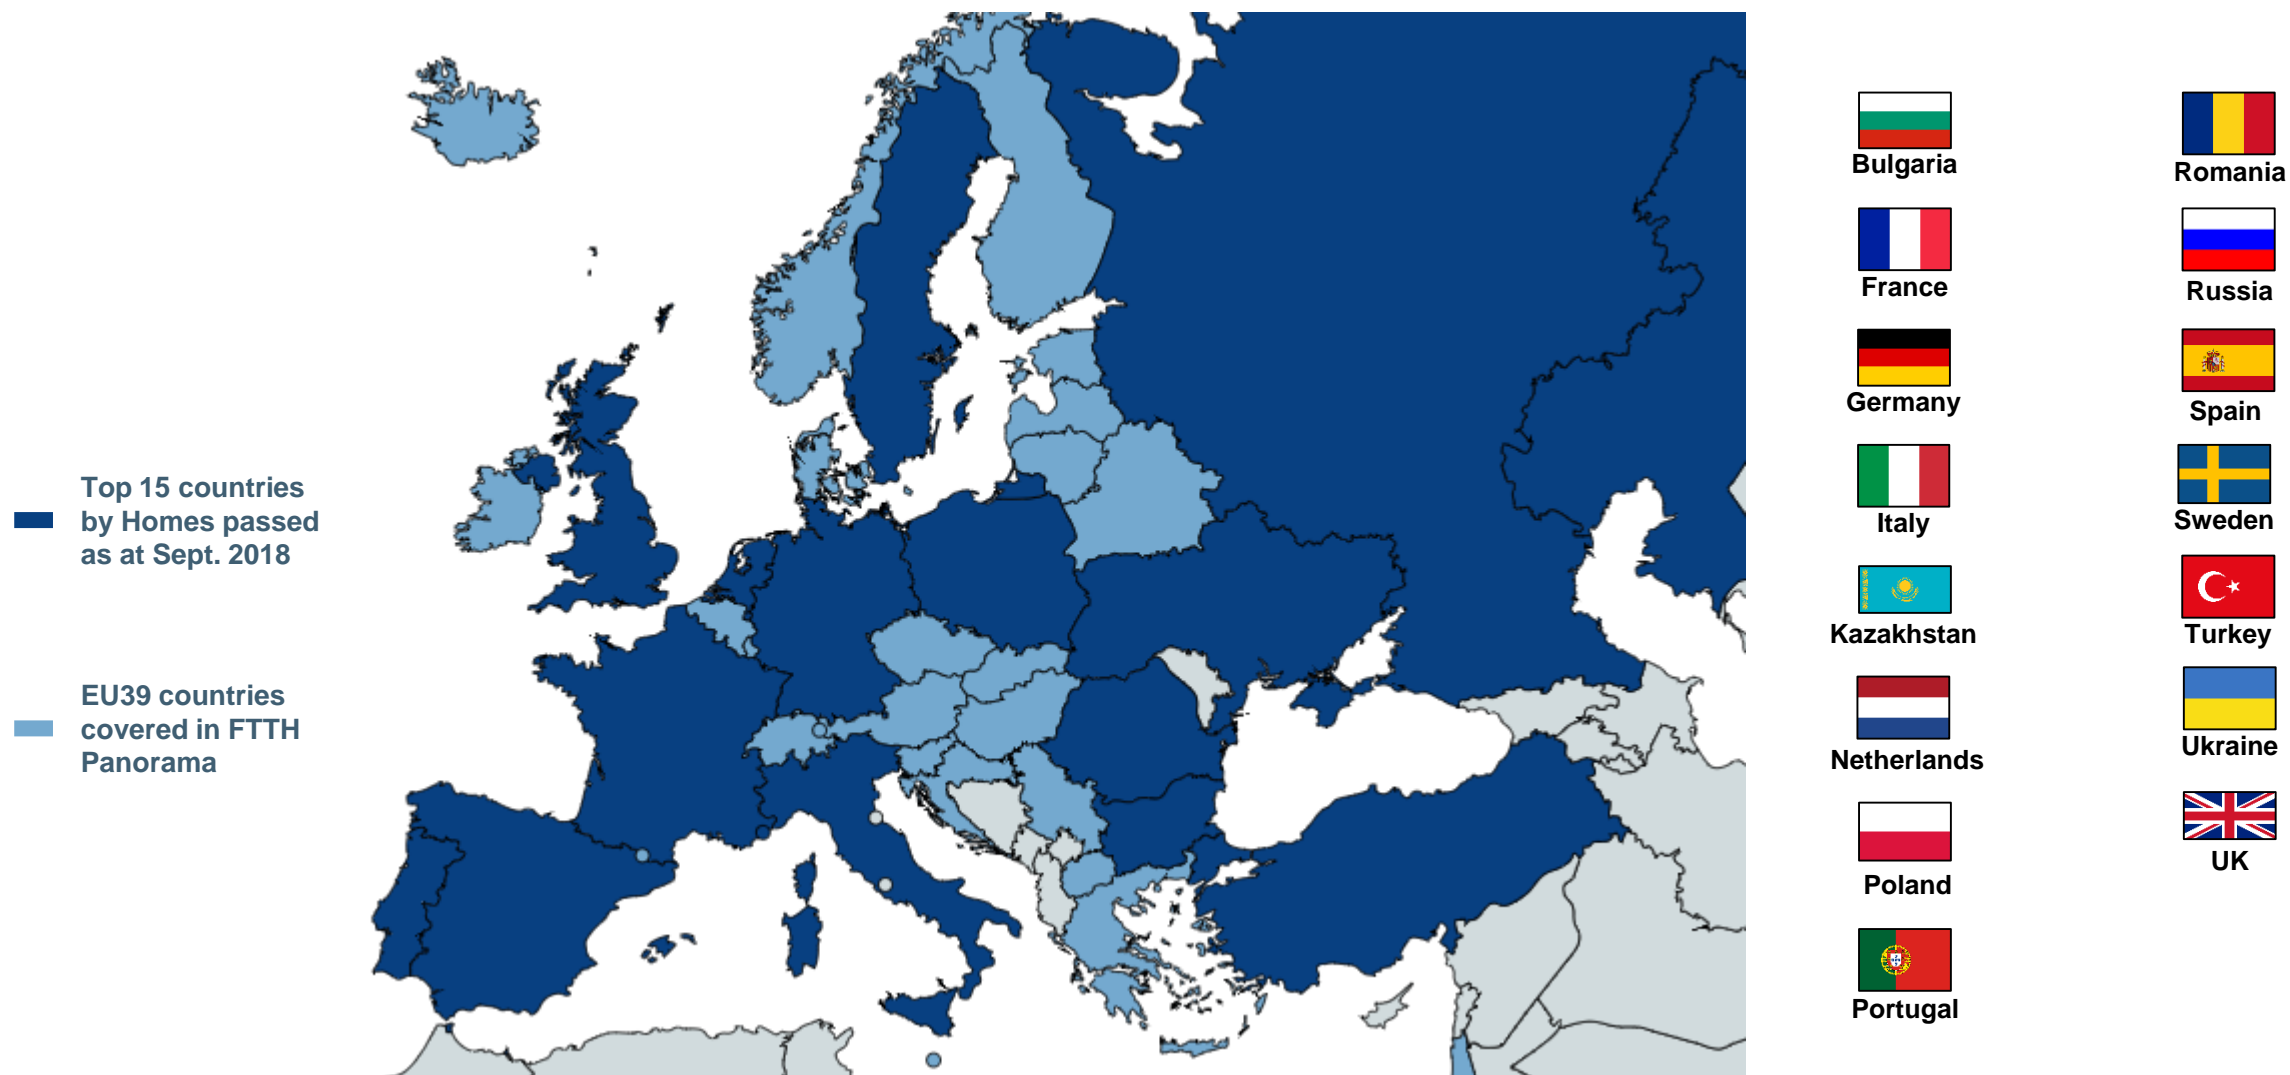 Top 15 countries
by Homes passed
as at Sept. 2018
EU39 countries
covered in FTTH
Panorama
Bulgaria
France
Germany
Italy
Kazakhstan
Netherlands
Poland
Portugal
Romania
Russia
Spain
Sweden
Turkey
Ukraine
UK